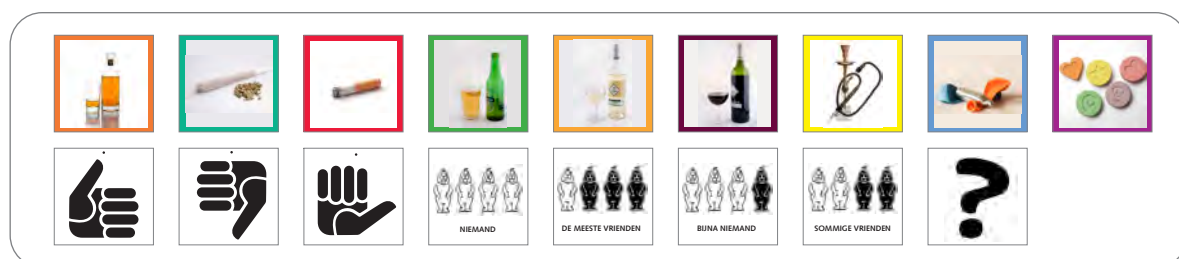 NIEMAND
DE MEESTE VRIENDEN
BIJNA NIEMAND
SOMMIGE VRIENDEN
?